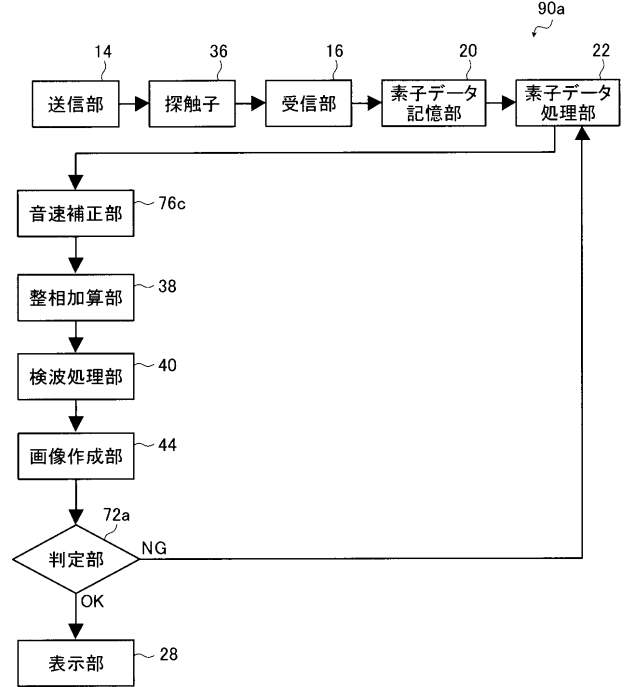 90a
14
36
16
20
22
送信部
探触子
受信部
素子データ
記憶部
素子データ
処理部
音速補正部
76c
整相加算部
38
検波処理部
40
画像作成部
44
72a
判定部
NG
OK
表示部
28